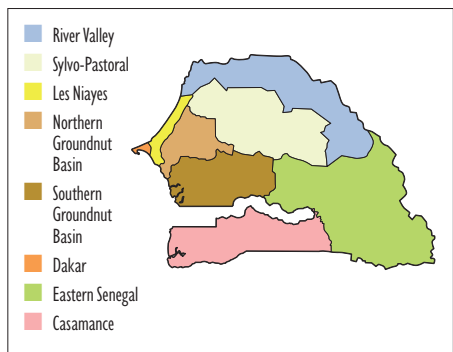 River Valley
Sylvo-Pastoral
Les Niayes
Northern
Groundnut
Basin
Southern
Groundnut
Basin
Dakar
Eastern Senegal
Casamance